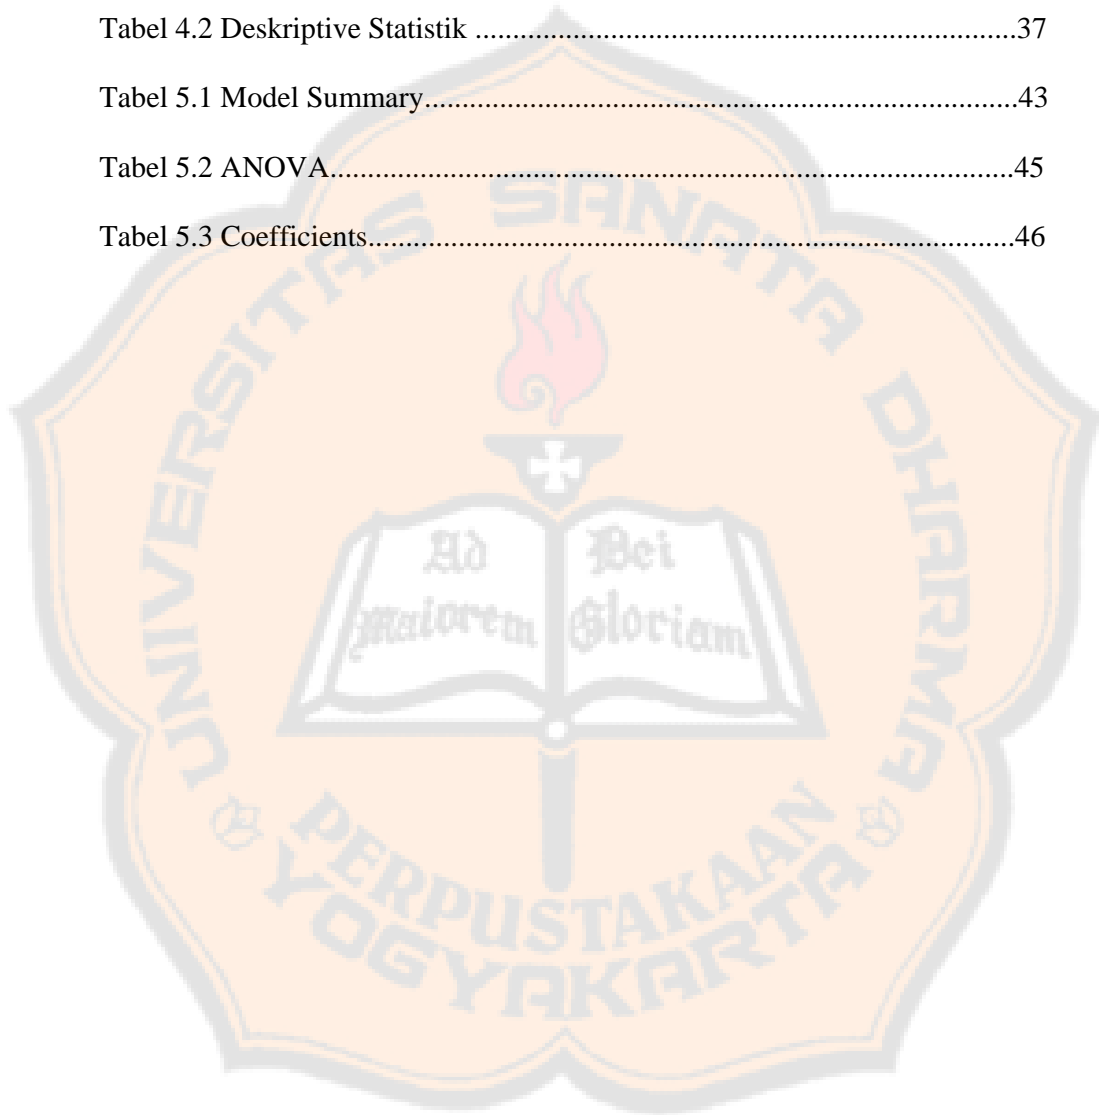 Tabel 4.2 Deskriptive Statistik ........................................................................37
Tabel 5.1 Model Summary...............................................................................43
Tabel 5.2 ANOVA...........................................................................................45
Tabel 5.3 Coefficients......................................................................................46
UNIVERSITAS SANATA DHARMA
Ad Dei
Maiorem Gloriam
PERPUSTAKAAN
YOGYAKARTA